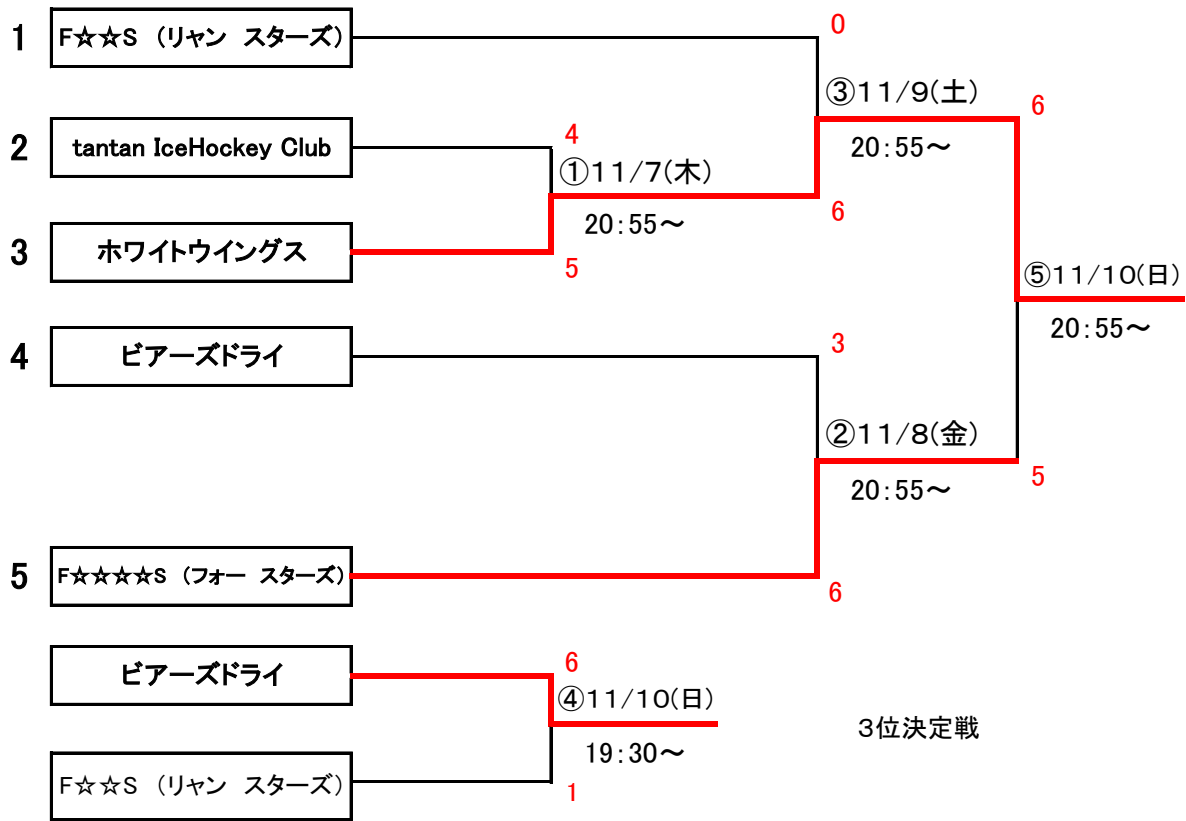 1
F☆☆S （リャン　スターズ）
0
③１１/９(土)
20:55～
6
2
tantan IceHockey Club
4
①１１/７(木)
20:55～
6
3
ホワイトウイングス
5
⑤１１/１０(日)
20:55～
4
ビアーズドライ
3
②１１/８(金)
20:55～
5
5
F☆☆☆☆S （フォー　スターズ）
6
ビアーズドライ
6
④１１/１０(日)
19:30～
３位決定戦
F☆☆S （リャン　スターズ）
1